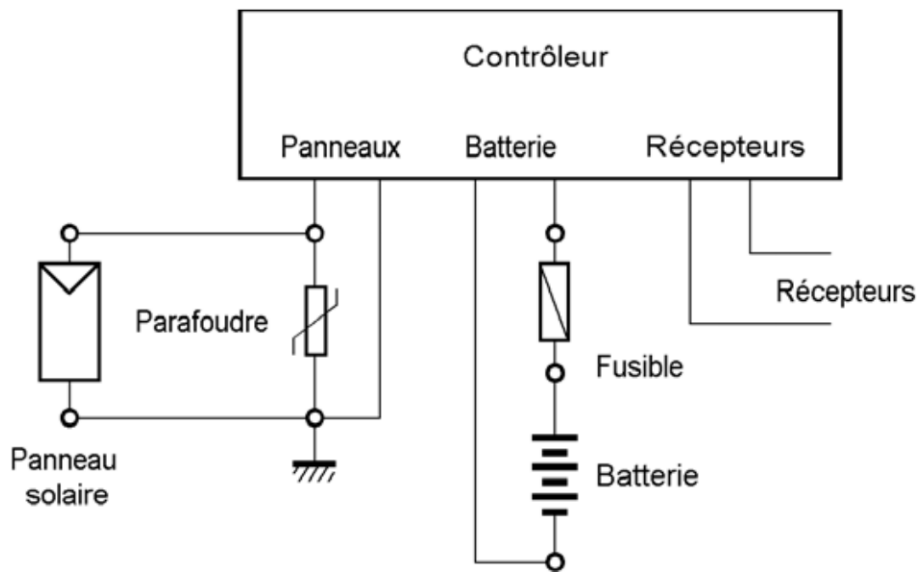 Contrôleur
Panneaux Batterie Récepteurs
Récepteurs
Parafoudre
Fusible
Panneau
solaire
Batterie